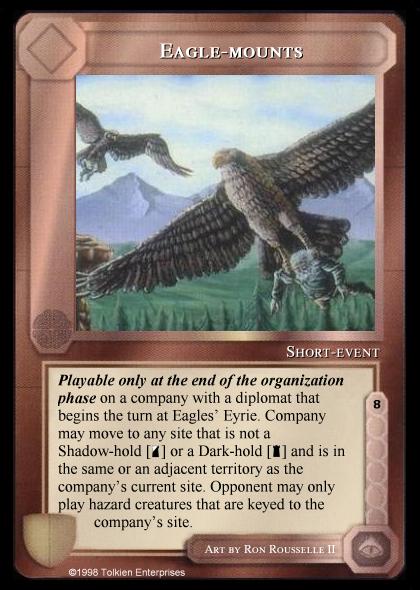 EAGLE-MOUNTS
SHORT-EVENT
Playable only at the end of the organization
phase on a company with a diplomat that
begins the turn at Eagles' Eyrie. Company
may move to any site that is not a
Shadow-hold [] or a Dark-hold [] and is in
the same or an adjacent territory as the
company's current site. Opponent may only
play hazard creatures that are keyed to the
company's site.
8
ART BY RON ROUSSELLE II
©1998 Tolkien Enterprises